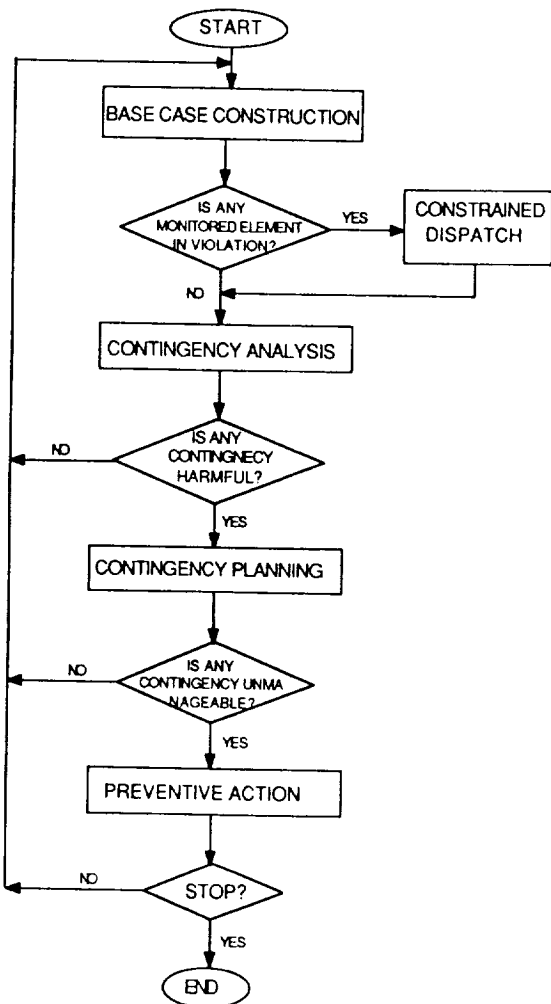 START
BASE CASE CONSTRUCTION
IS ANY
MONITORED ELEMENT
IN VIOLATION?
YES
CONSTRAINED
DISPATCH
NO
CONTINGENCY ANALYSIS
IS ANY
CONTINGNECY
HARMFUL?
NO
YES
CONTINGENCY PLANNING
IS ANY
CONTINGENCY UNMA
NAGEABLE?
NO
YES
PREVENTIVE ACTION
STOP?
NO
YES
END